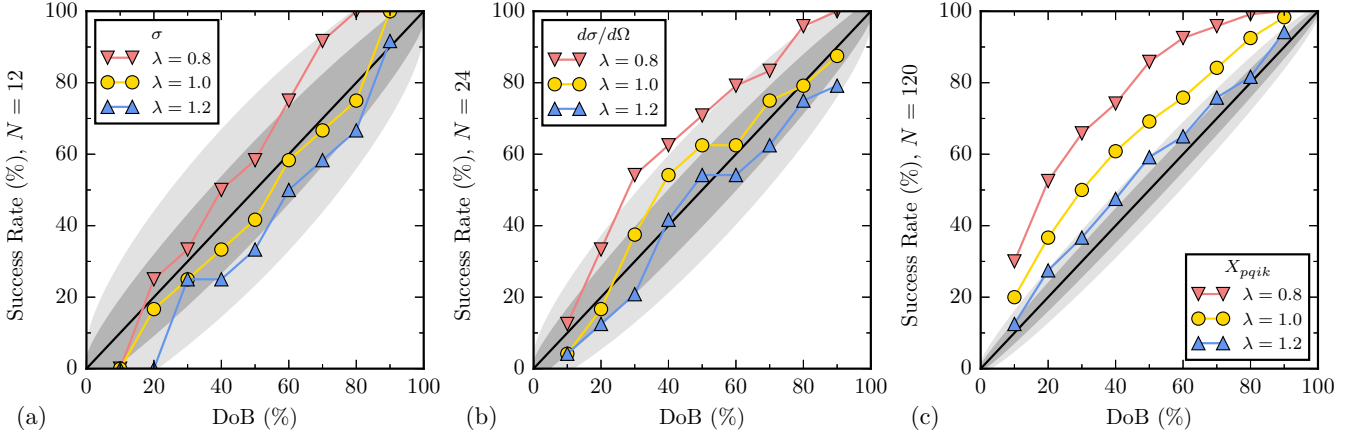 Success Rate (%), N = 12
100
80
60
40
20
0
0 20 40 60 80 100
DoB (%)
(a)
σ
λ = 0.8
λ = 1.0
λ = 1.2
Success Rate (%), N = 24
100
80
60
40
20
0
0 20 40 60 80 100
DoB (%)
(b)
dσ/dΩ
λ = 0.8
λ = 1.0
λ = 1.2
Success Rate (%), N = 120
100
80
60
40
20
0
0 20 40 60 80 100
DoB (%)
(c)
X_{pqik}
λ = 0.8
λ = 1.0
λ = 1.2